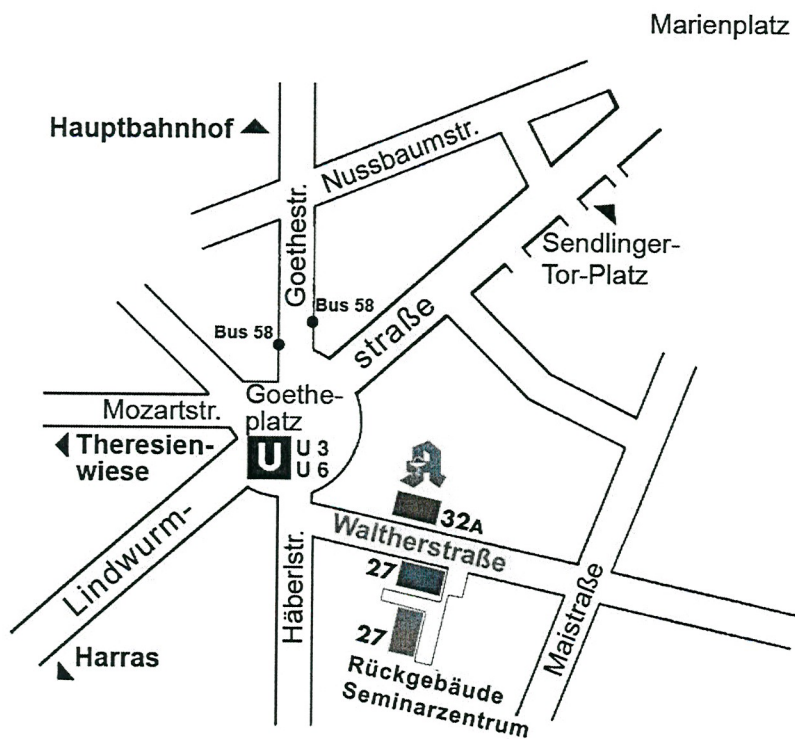 Marienplatz
Hauptbahnhof
Nussbaumstr.
Goethestr.
Sendlinger-
Tor-Platz
Bus 58
Bus 58
straße
Goethe-
platz
Mozartstr.
Theresien-
wiese
U
U 3
U 6
Lindwurm-
Harras
Häberlstr.
32A
Waltherstraße
27
27
Rückgebäude
Seminarzentrum
Maistraße